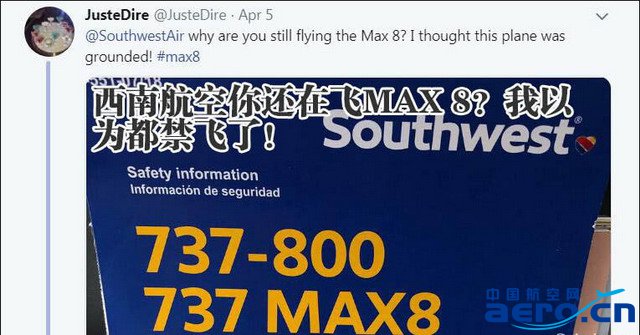 JusteDire @JusteDire · Apr 5
@SouthwestAir why are you still flying the Max 8? I thought this plane was
grounded! #max8
西南航空你还在飞MAX 8？我以
为都禁飞了！
Southwest®
Safety information
Información de seguridad
737-800
737 MAX8
中国航空网
aero.cn